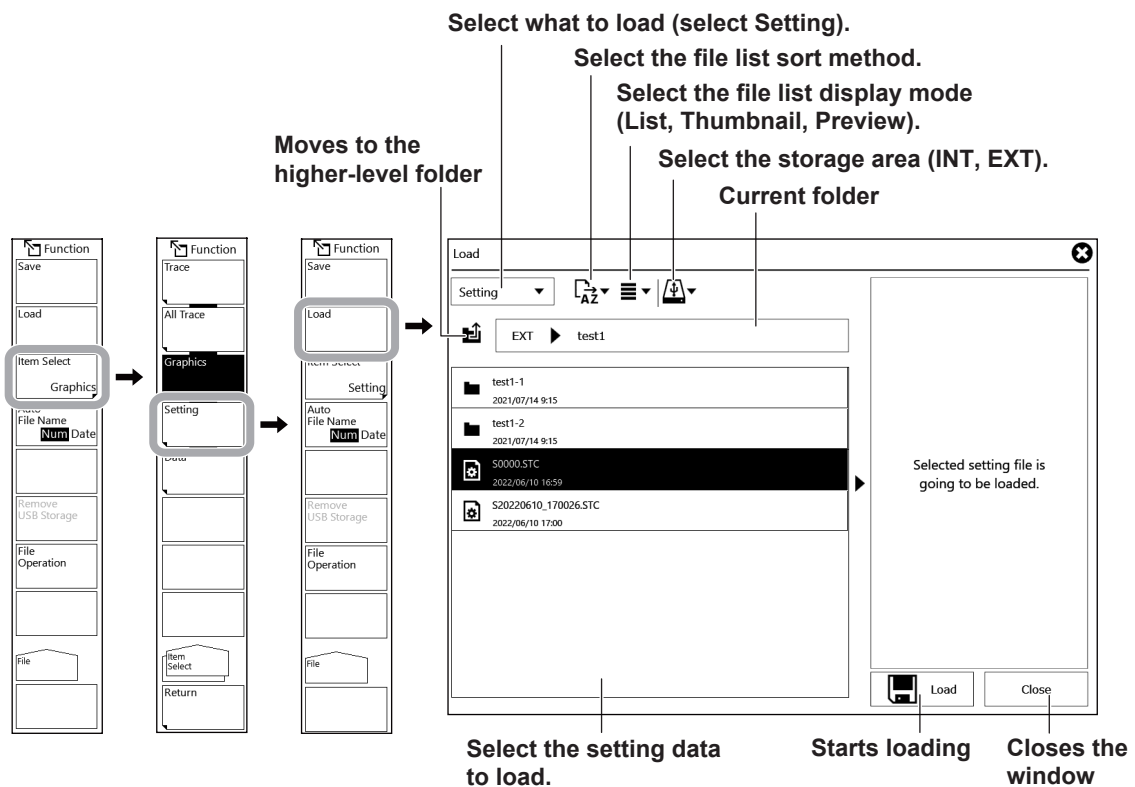 Select what to load (select Setting).
Select the file list sort method.
Select the file list display mode
(List, Thumbnail, Preview).
Moves to the
higher-level folder
Select the storage area (INT, EXT).
Current folder
Function
Save
Load
Item Select
Graphics
Auto
File Name
Num Date
Remove
USB Storage
File
Operation
File
Function
Trace
All Trace
Graphics
Setting
Data
Item
Select
Return
Function
Save
Load
Item Select
Setting
Auto
File Name
Num Date
Remove
USB Storage
File
Operation
File
Load
Setting
AZ
EXT test1
test1-1
2021/07/14 9:15
test1-2
2021/07/14 9:15
S0000.STC
2022/06/10 16:59
S20220610_170026.STC
2022/06/10 17:00
Selected setting file is
going to be loaded.
Load
Close
Select the setting data
to load.
Starts loading
Closes the
window